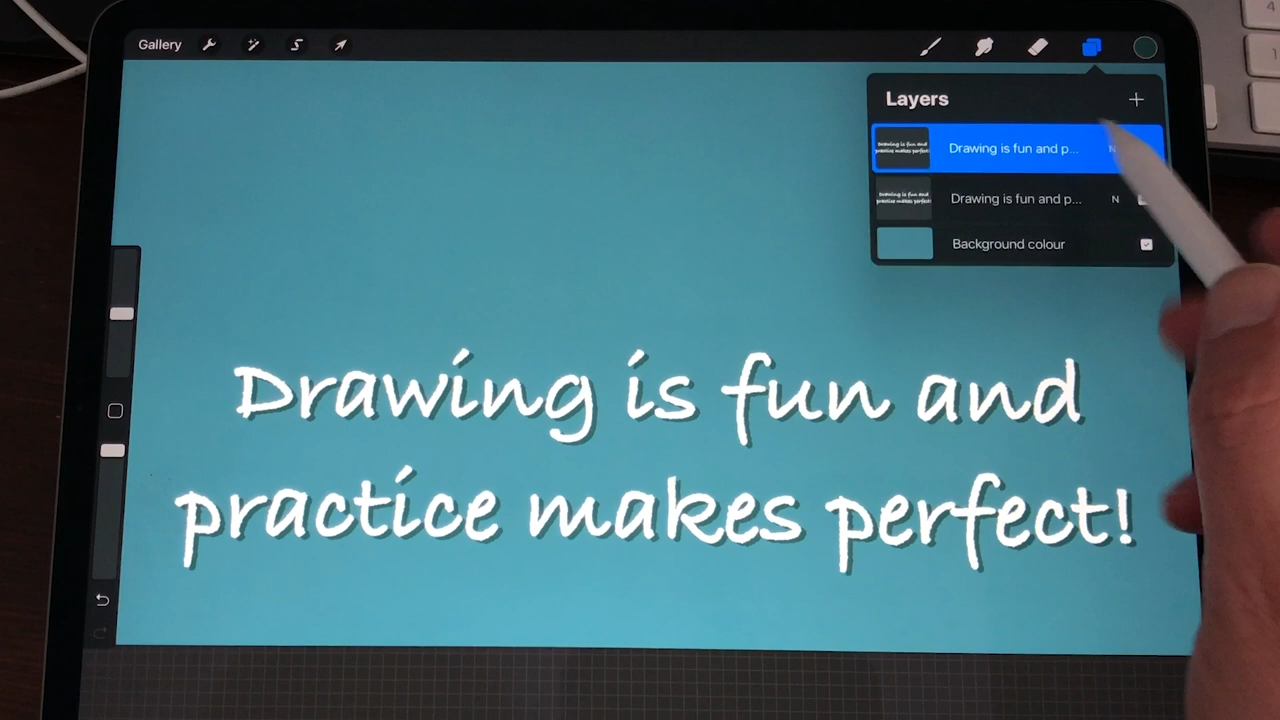 Gallery
Layers
Drawing is fun and p... N
Drawing is fun and p... N
Background colour
Drawing is fun and
practice makes perfect!